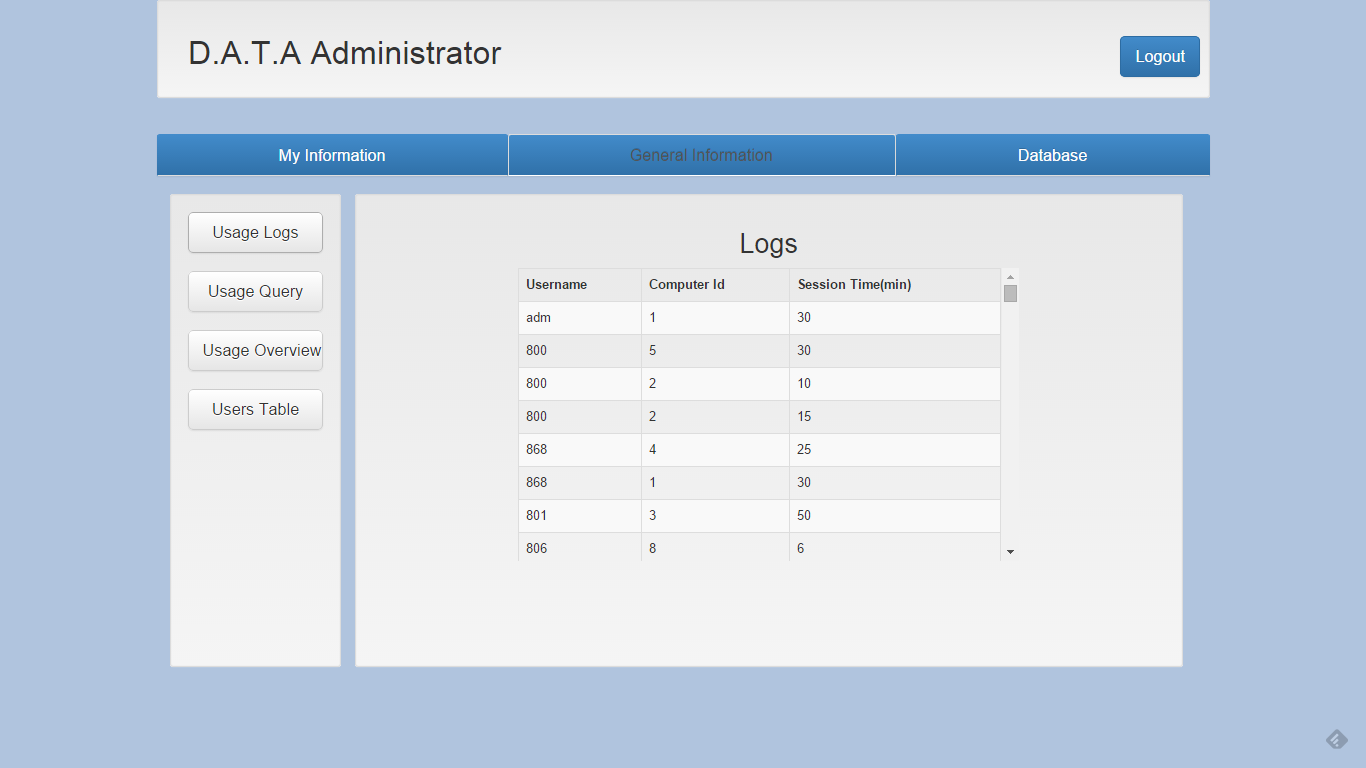 D.A.T.A Administrator
Logout
My Information
General Information
Database
Usage Logs
Usage Query
Usage Overview
Users Table
Logs
Username Computer Id Session Time(min)
adm 1 30
800 5 30
800 2 10
800 2 15
868 4 25
868 1 30
801 3 50
806 8 6